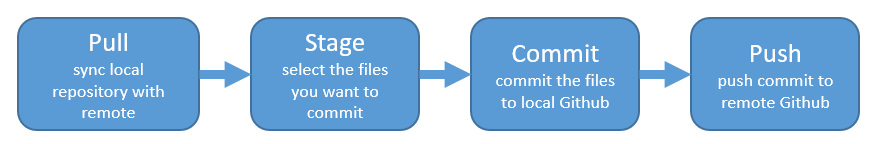 Pull
sync local
repository with
remote
Stage
select the files
you want to
commit
Commit
commit the files
to local Github
Push
push commit to
remote Github